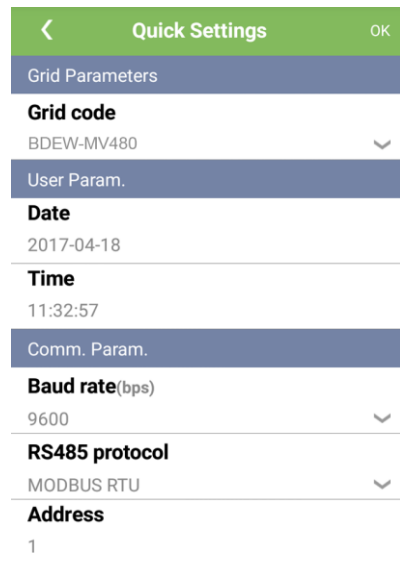 Quick Settings OK
Grid Parameters
Grid code
BDEW-MV480
User Param.
Date
2017-04-18
Time
11:32:57
Comm. Param.
Baud rate(bps)
9600
RS485 protocol
MODBUS RTU
Address
1